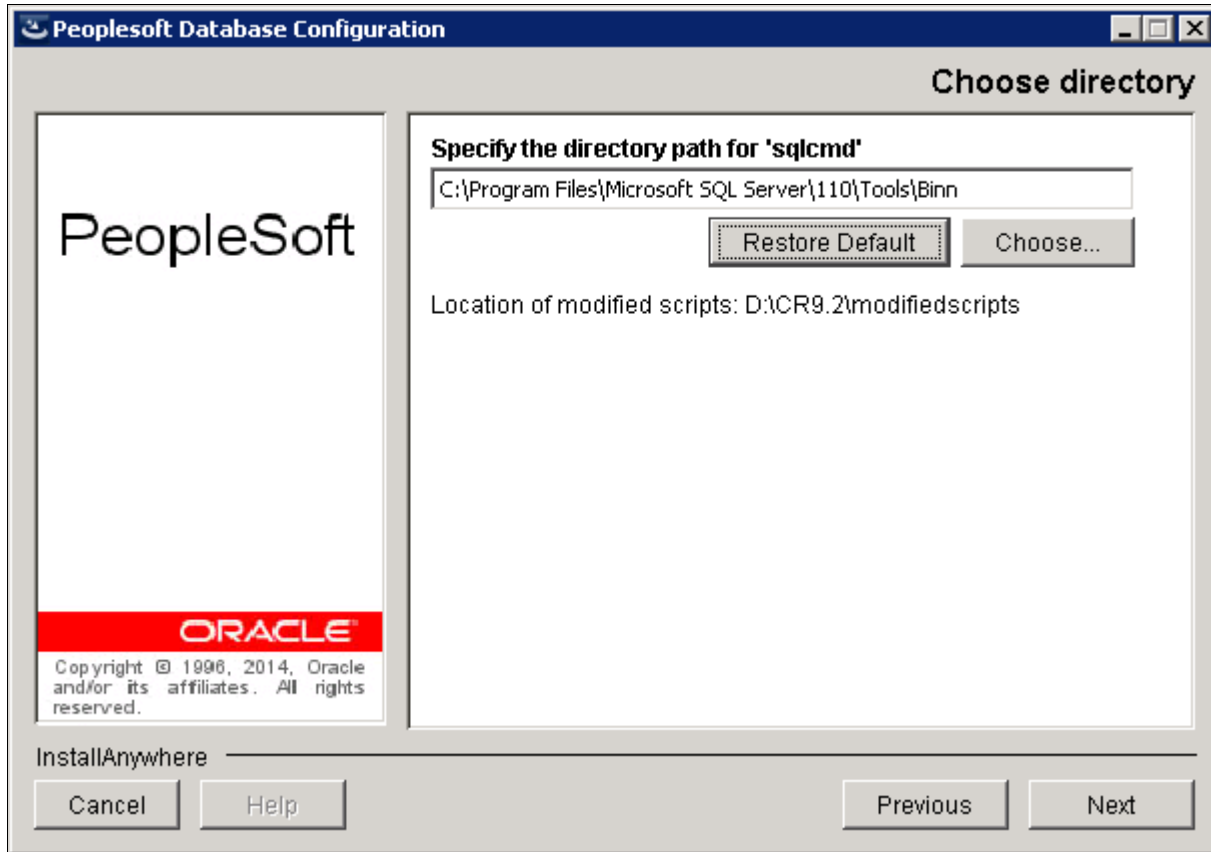 Peoplesoft Database Configuration
Choose directory
PeopleSoft
ORACLE
Copyright © 1996, 2014, Oracle
and/or its affiliates. All rights
reserved.
Specify the directory path for 'sqlcmd'
C:\Program Files\Microsoft SQL Server\110\Tools\Binn
Restore Default Choose...
Location of modified scripts: D:\CR9.2\modifiedscripts
InstallAnywhere
Cancel Help Previous Next